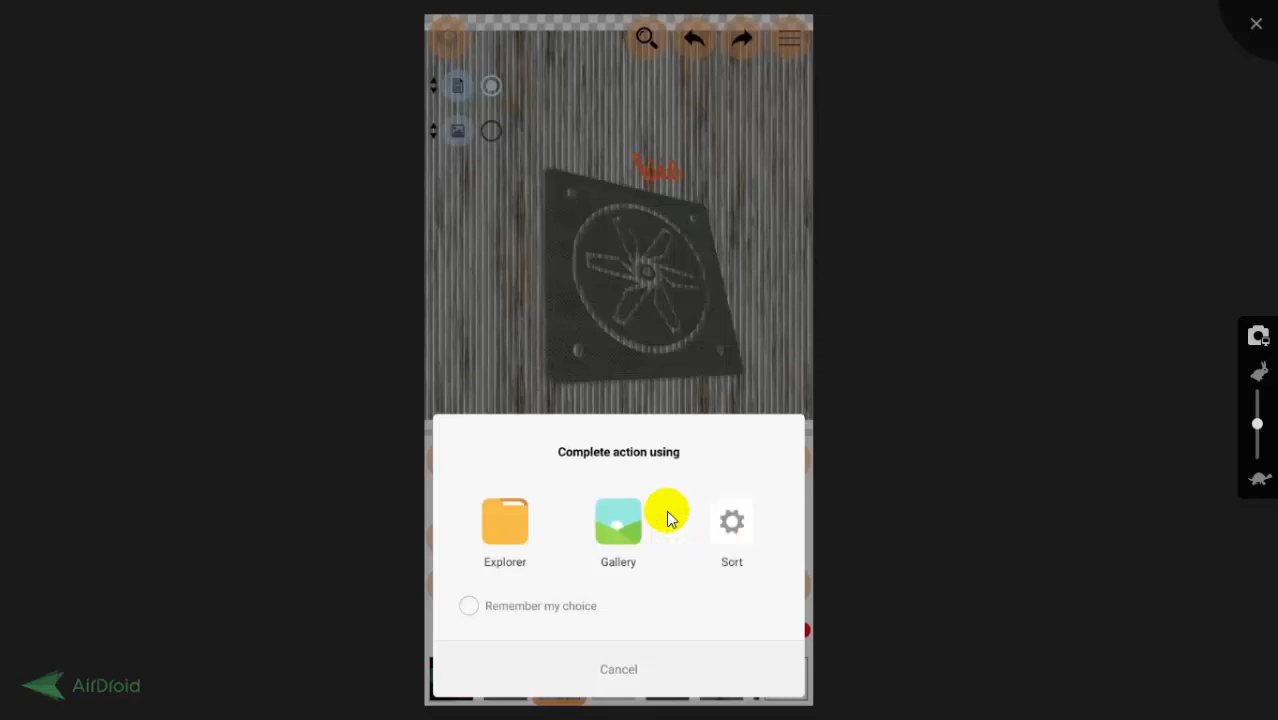 Complete action using
Explorer
Gallery
Sort
Remember my choice
Cancel
AirDroid